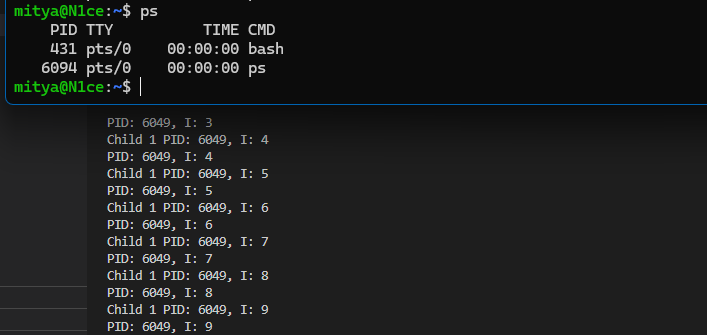 mitya@N1ce:~$ ps
PID TTY TIME CMD
431 pts/0 00:00:00 bash
6094 pts/0 00:00:00 ps
mitya@N1ce:~$
PID: 6049, I: 3
Child 1 PID: 6049, I: 4
PID: 6049, I: 4
Child 1 PID: 6049, I: 5
PID: 6049, I: 5
Child 1 PID: 6049, I: 6
PID: 6049, I: 6
Child 1 PID: 6049, I: 7
PID: 6049, I: 7
Child 1 PID: 6049, I: 8
PID: 6049, I: 8
Child 1 PID: 6049, I: 9
PID: 6049, I: 9